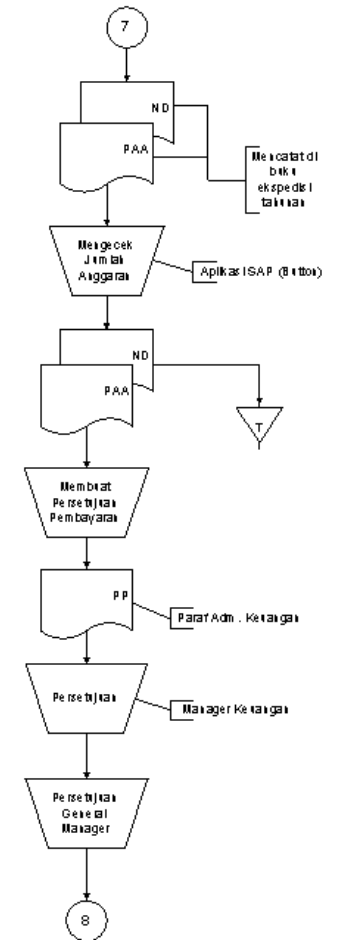 7
ND
PAA
Mencatat di
buku
ekspedisi
tahunan
Mengecek
Jumlah
Anggaran
Aplikasi SAP (Button)
ND
PAA
T
Membuat
Persetujuan
Pembayaran
PP
Paraf Adm. Keuangan
Persetujuan
Manager Keuangan
Persetujuan
General
Manager
8